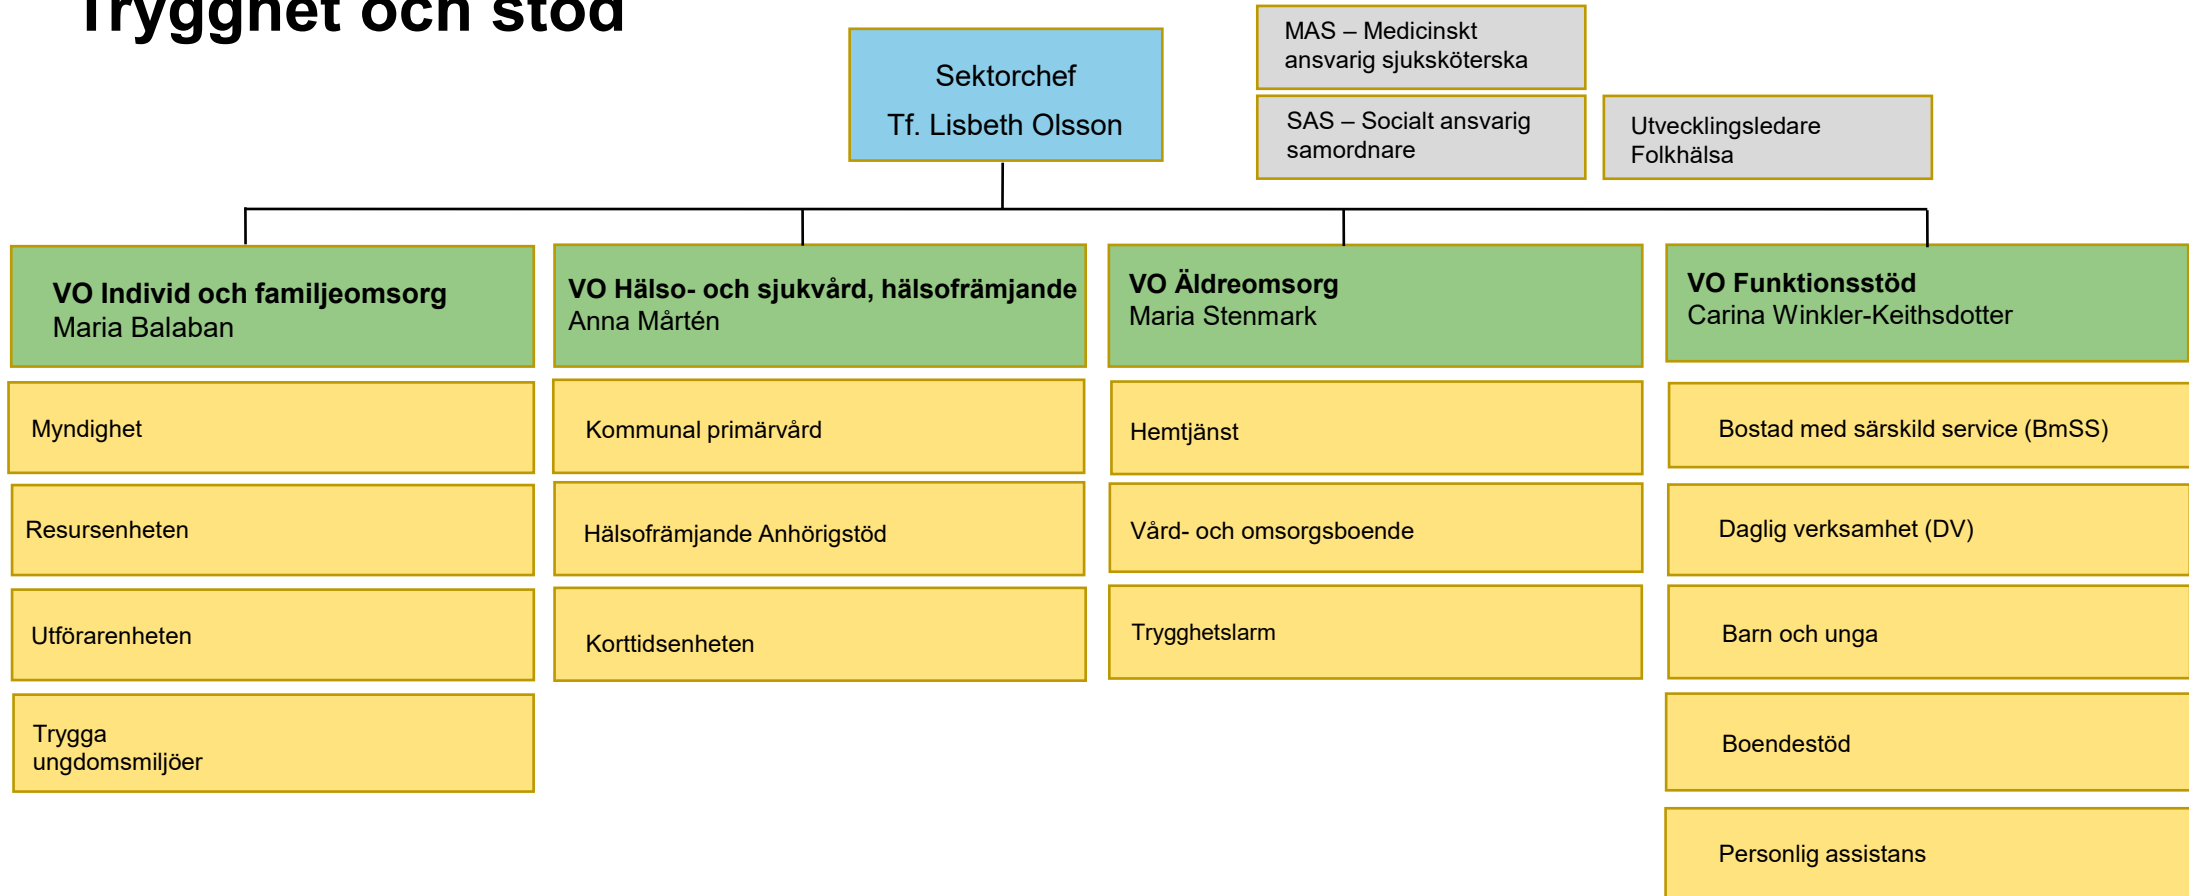 Trygghet och stöd
Sektorchef
Tf. Lisbeth Olsson
MAS – Medicinskt
ansvarig sjuksköterska
SAS – Socialt ansvarig
samordnare
Utvecklingsledare
Folkhälsa
VO Individ och familjeomsorg
Maria Balaban
Myndighet
Resursenheten
Utförarenheten
Trygga
ungdomsmiljöer
VO Hälso- och sjukvård, hälsofrämjande
Anna Mårtén
Kommunal primärvård
Hälsofrämjande Anhörigstöd
Korttidsenheten
VO Äldreomsorg
Maria Stenmark
Hemtjänst
Vård- och omsorgsboende
Trygghetslarm
VO Funktionsstöd
Carina Winkler-Keithsdotter
Bostad med särskild service (BmSS)
Daglig verksamhet (DV)
Barn och unga
Boendestöd
Personlig assistans